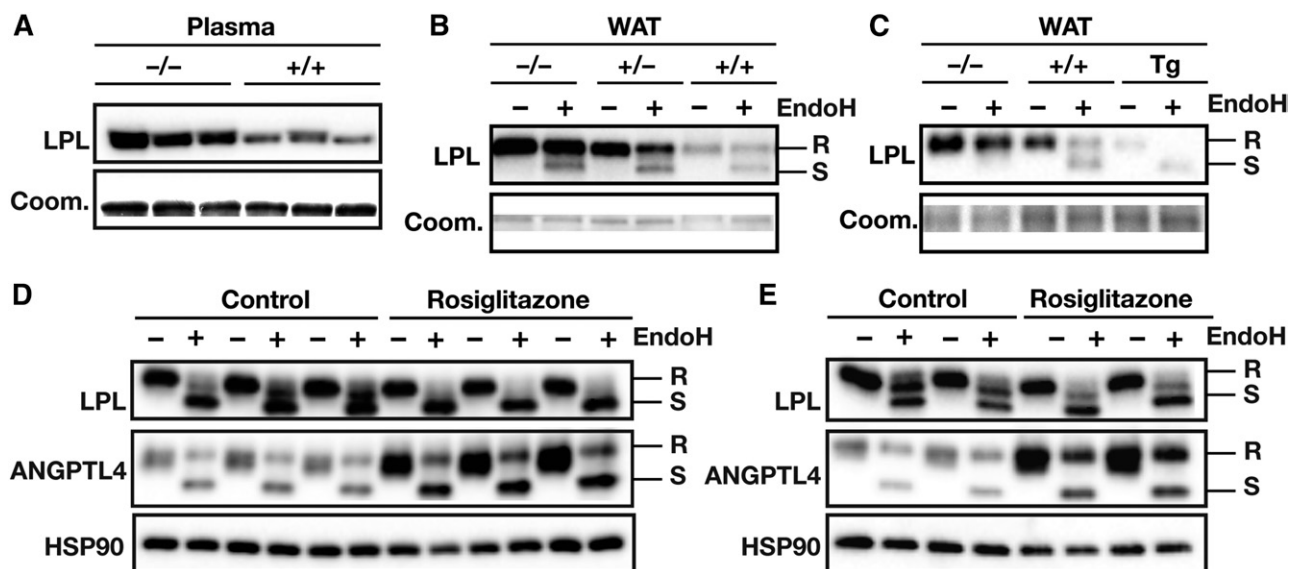 A
Plasma
–/–  +/+
LPL
Coom.
B
WAT
–/–  +/–  +/+
–  +  –  +  –  +  EndoH
LPL  R
S
Coom.
C
WAT
–/–  +/+  Tg
–  +  –  +  –  +  EndoH
LPL  R
S
Coom.
D
Control  Rosiglitazone
–  +  –  +  –  +  –  +  –  +  –  +  EndoH
LPL  R
S
ANGPTL4  R
S
HSP90
E
Control  Rosiglitazone
–  +  –  +  –  +  –  +  EndoH
LPL  R
S
ANGPTL4  R
S
HSP90